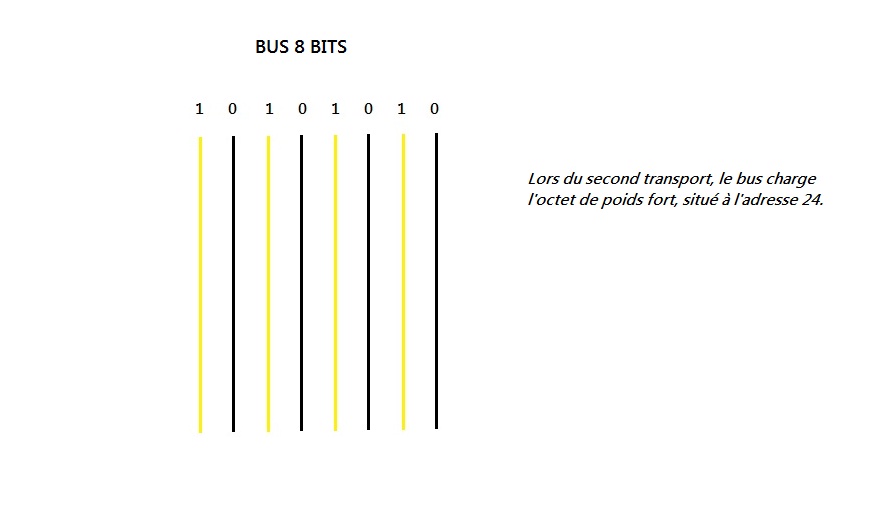 BUS 8 BITS
1 0 1 0 1 0 1 0
Lors du second transport, le bus charge
l'octet de poids fort, situé à l'adresse 24.